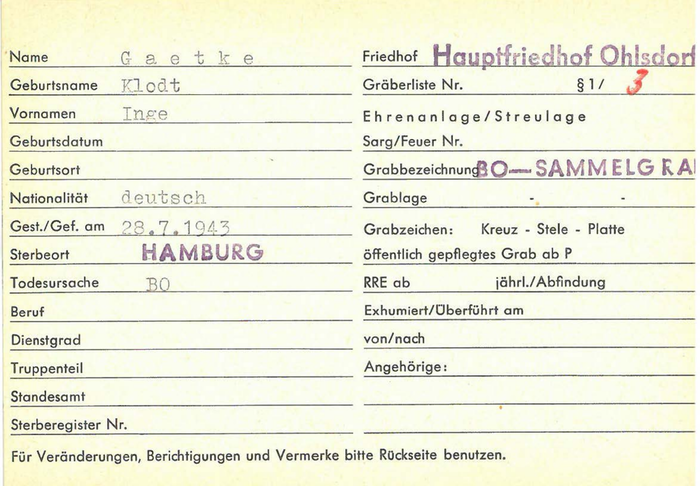 Name G a e t k e
Geburtsname Klodt
Vornamen Inge
Geburtsdatum
Geburtsort
Nationalität deutsch
Gest./Gef. am 28.7.1943
Sterbeort HAMBURG
Todesursache BO
Beruf
Dienstgrad
Truppenteil
Standesamt
Sterberegister Nr.
Friedhof Hauptfriedhof Ohlsdorf
Gräberliste Nr. § 1/ 3
Ehrenanlage/Streulage
Sarg/Feuer Nr.
Grabbezeichnung BO—SAMMELGRA
Grablage - -
Grabzeichen: Kreuz - Stele - Platte
öffentlich gepflegtes Grab ab P
RRE ab jährl./Abfindung
Exhumiert/Überführt am
von/nach
Angehörige:
Für Veränderungen, Berichtigungen und Vermerke bitte Rückseite benutzen.